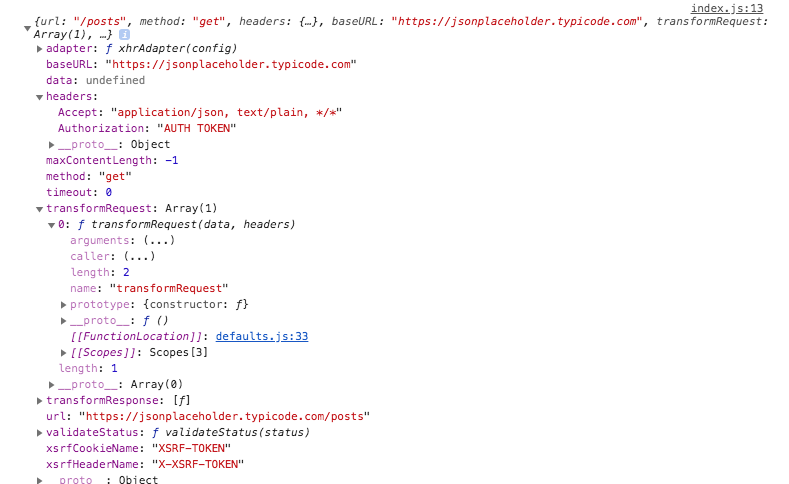 index.js:13
{url: "/posts", method: "get", headers: {…}, baseURL: "https://jsonplaceholder.typicode.com", transformRequest:
Array(1), …} i
adapter: ƒ xhrAdapter(config)
baseURL: "https://jsonplaceholder.typicode.com"
data: undefined
headers:
Accept: "application/json, text/plain, */*"
Authorization: "AUTH TOKEN"
__proto__: Object
maxContentLength: -1
method: "get"
timeout: 0
transformRequest: Array(1)
0: ƒ transformRequest(data, headers)
arguments: (...)
caller: (...)
length: 2
name: "transformRequest"
prototype: {constructor: ƒ}
__proto__: ƒ ()
[[FunctionLocation]]: defaults.js:33
[[Scopes]]: Scopes[3]
length: 1
__proto__: Array(0)
transformResponse: [ƒ]
url: "https://jsonplaceholder.typicode.com/posts"
validateStatus: ƒ validateStatus(status)
xsrfCookieName: "XSRF-TOKEN"
xsrfHeaderName: "X-XSRF-TOKEN"
__proto__: Object